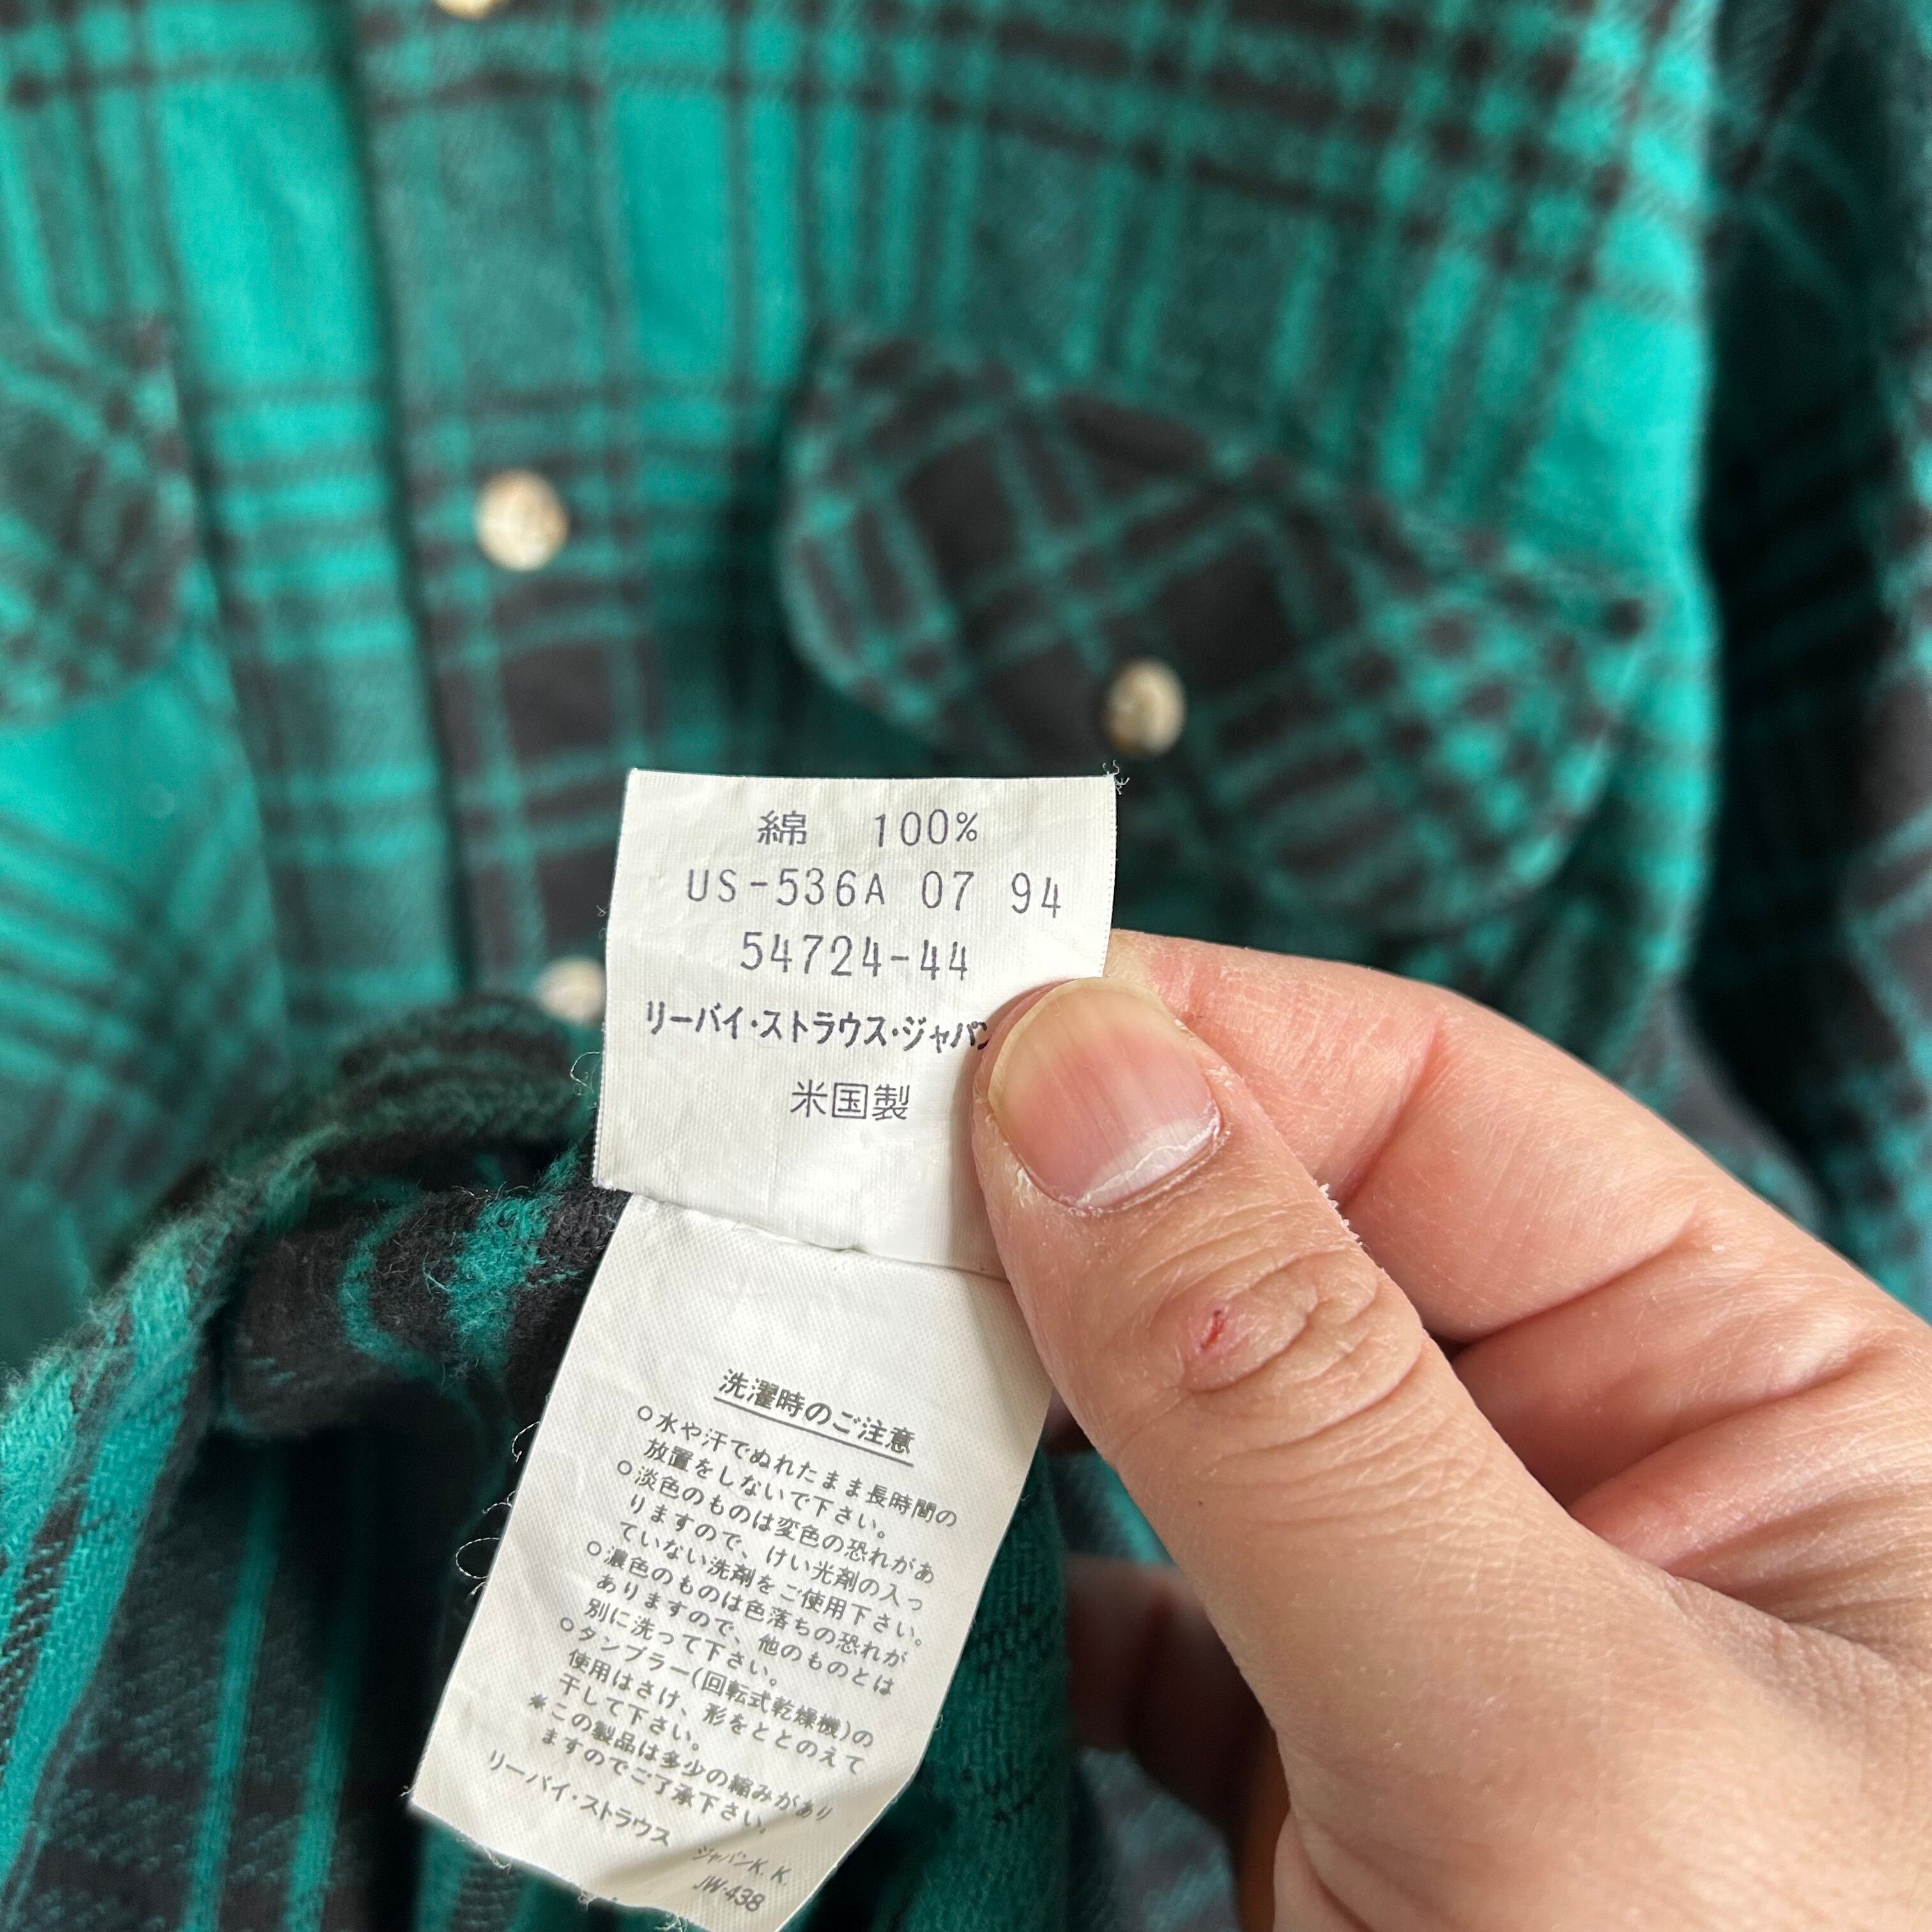 綿 100%
US-536A 07 94
54724-44
リーバイ・ストラウス・ジャパン
米国製
洗濯時のご注意
○水や汗でぬれたまま長時間の
放置をしないで下さい。
○淡色のものは変色の恐れがあ
りますので、けい光剤の入っ
ていない洗剤をご使用下さい。
○濃色のものは色落ちの恐れが
ありますので、他のものとは
別に洗って下さい。
○タンブラー(回転式乾燥機)の
使用はさけ、形をととのえて
干して下さい。
※この製品は多少の縮みがあり
ますのでご了承下さい。
リーバイ・ストラウス
ジャパンK.K.
JW-438